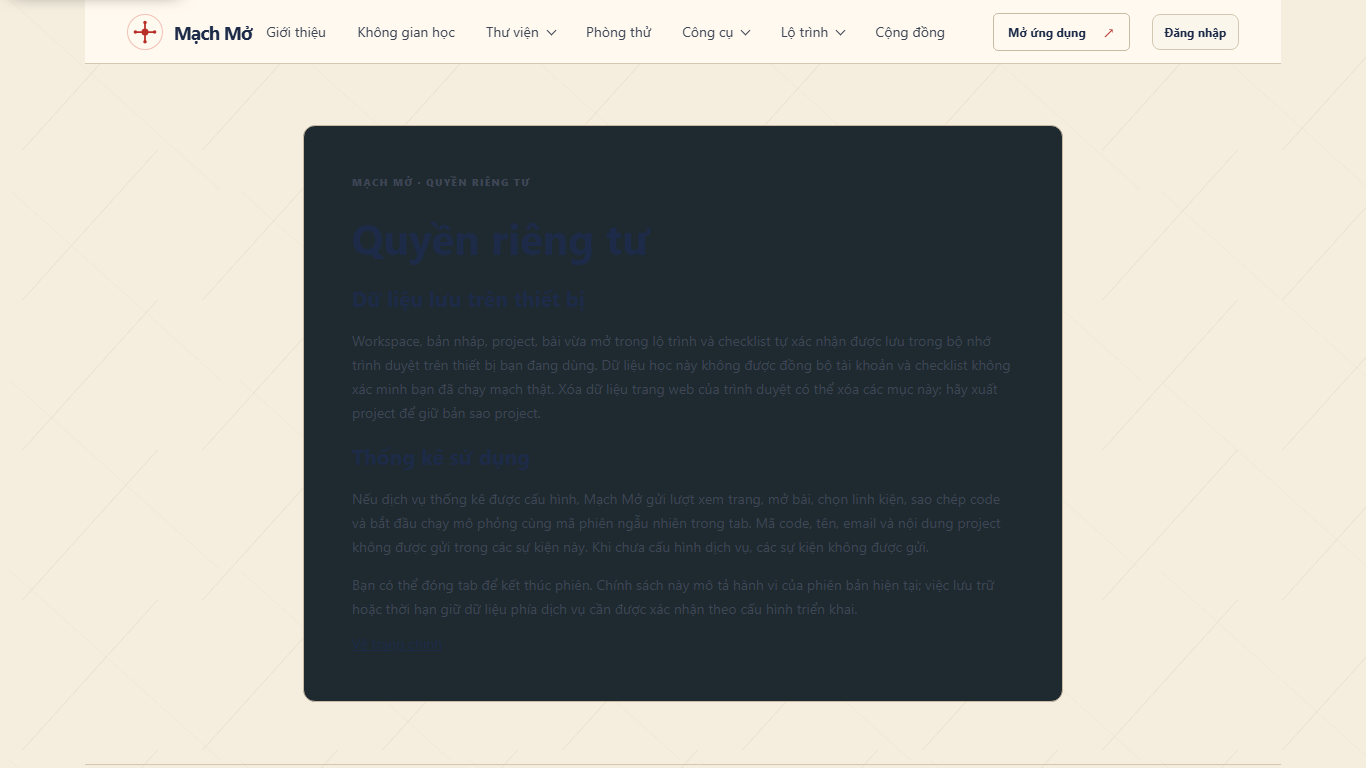 Mạch Mở
Giới thiệu
Không gian học
Thư viện
Phòng thử
Công cụ
Lộ trình
Cộng đồng
Mở ứng dụng ↗
Đăng nhập
MẠCH MỞ · QUYỀN RIÊNG TƯ
Quyền riêng tư
Dữ liệu lưu trên thiết bị
Workspace, bản nháp, project, bài vừa mở trong lộ trình và checklist tự xác nhận được lưu trong bộ nhớ
trình duyệt trên thiết bị bạn đang dùng. Dữ liệu học này không được đồng bộ tài khoản và checklist không
xác minh bạn đã chạy mạch thật. Xóa dữ liệu trang web của trình duyệt có thể xóa các mục này; hãy xuất
project để giữ bản sao project.
Thống kê sử dụng
Nếu dịch vụ thống kê được cấu hình, Mạch Mở gửi lượt xem trang, mở bài, chọn linh kiện, sao chép code
và bắt đầu chạy mô phỏng cùng mã phiên ngẫu nhiên trong tab. Mã code, tên, email và nội dung project
không được gửi trong các sự kiện này. Khi chưa cấu hình dịch vụ, các sự kiện không được gửi.
Bạn có thể đóng tab để kết thúc phiên. Chính sách này mô tả hành vi của phiên bản hiện tại; việc lưu trữ
hoặc thời hạn giữ dữ liệu phía dịch vụ cần được xác nhận theo cấu hình triển khai.